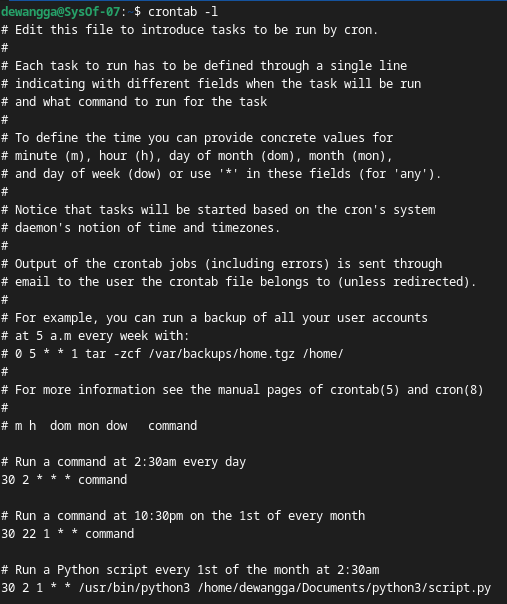 dewangga@SysOf-07:~$ crontab -l
# Edit this file to introduce tasks to be run by cron.
#
# Each task to run has to be defined through a single line
# indicating with different fields when the task will be run
# and what command to run for the task
#
# To define the time you can provide concrete values for
# minute (m), hour (h), day of month (dom), month (mon),
# and day of week (dow) or use '*' in these fields (for 'any').
#
# Notice that tasks will be started based on the cron's system
# daemon's notion of time and timezones.
#
# Output of the crontab jobs (including errors) is sent through
# email to the user the crontab file belongs to (unless redirected).
#
# For example, you can run a backup of all your user accounts
# at 5 a.m every week with:
# 0 5 * * 1 tar -zcf /var/backups/home.tgz /home/
#
# For more information see the manual pages of crontab(5) and cron(8)
#
# m h  dom mon dow   command

# Run a command at 2:30am every day
30 2 * * * command

# Run a command at 10:30pm on the 1st of every month
30 22 1 * * command

# Run a Python script every 1st of the month at 2:30am
30 2 1 * * /usr/bin/python3 /home/dewangga/Documents/python3/script.py